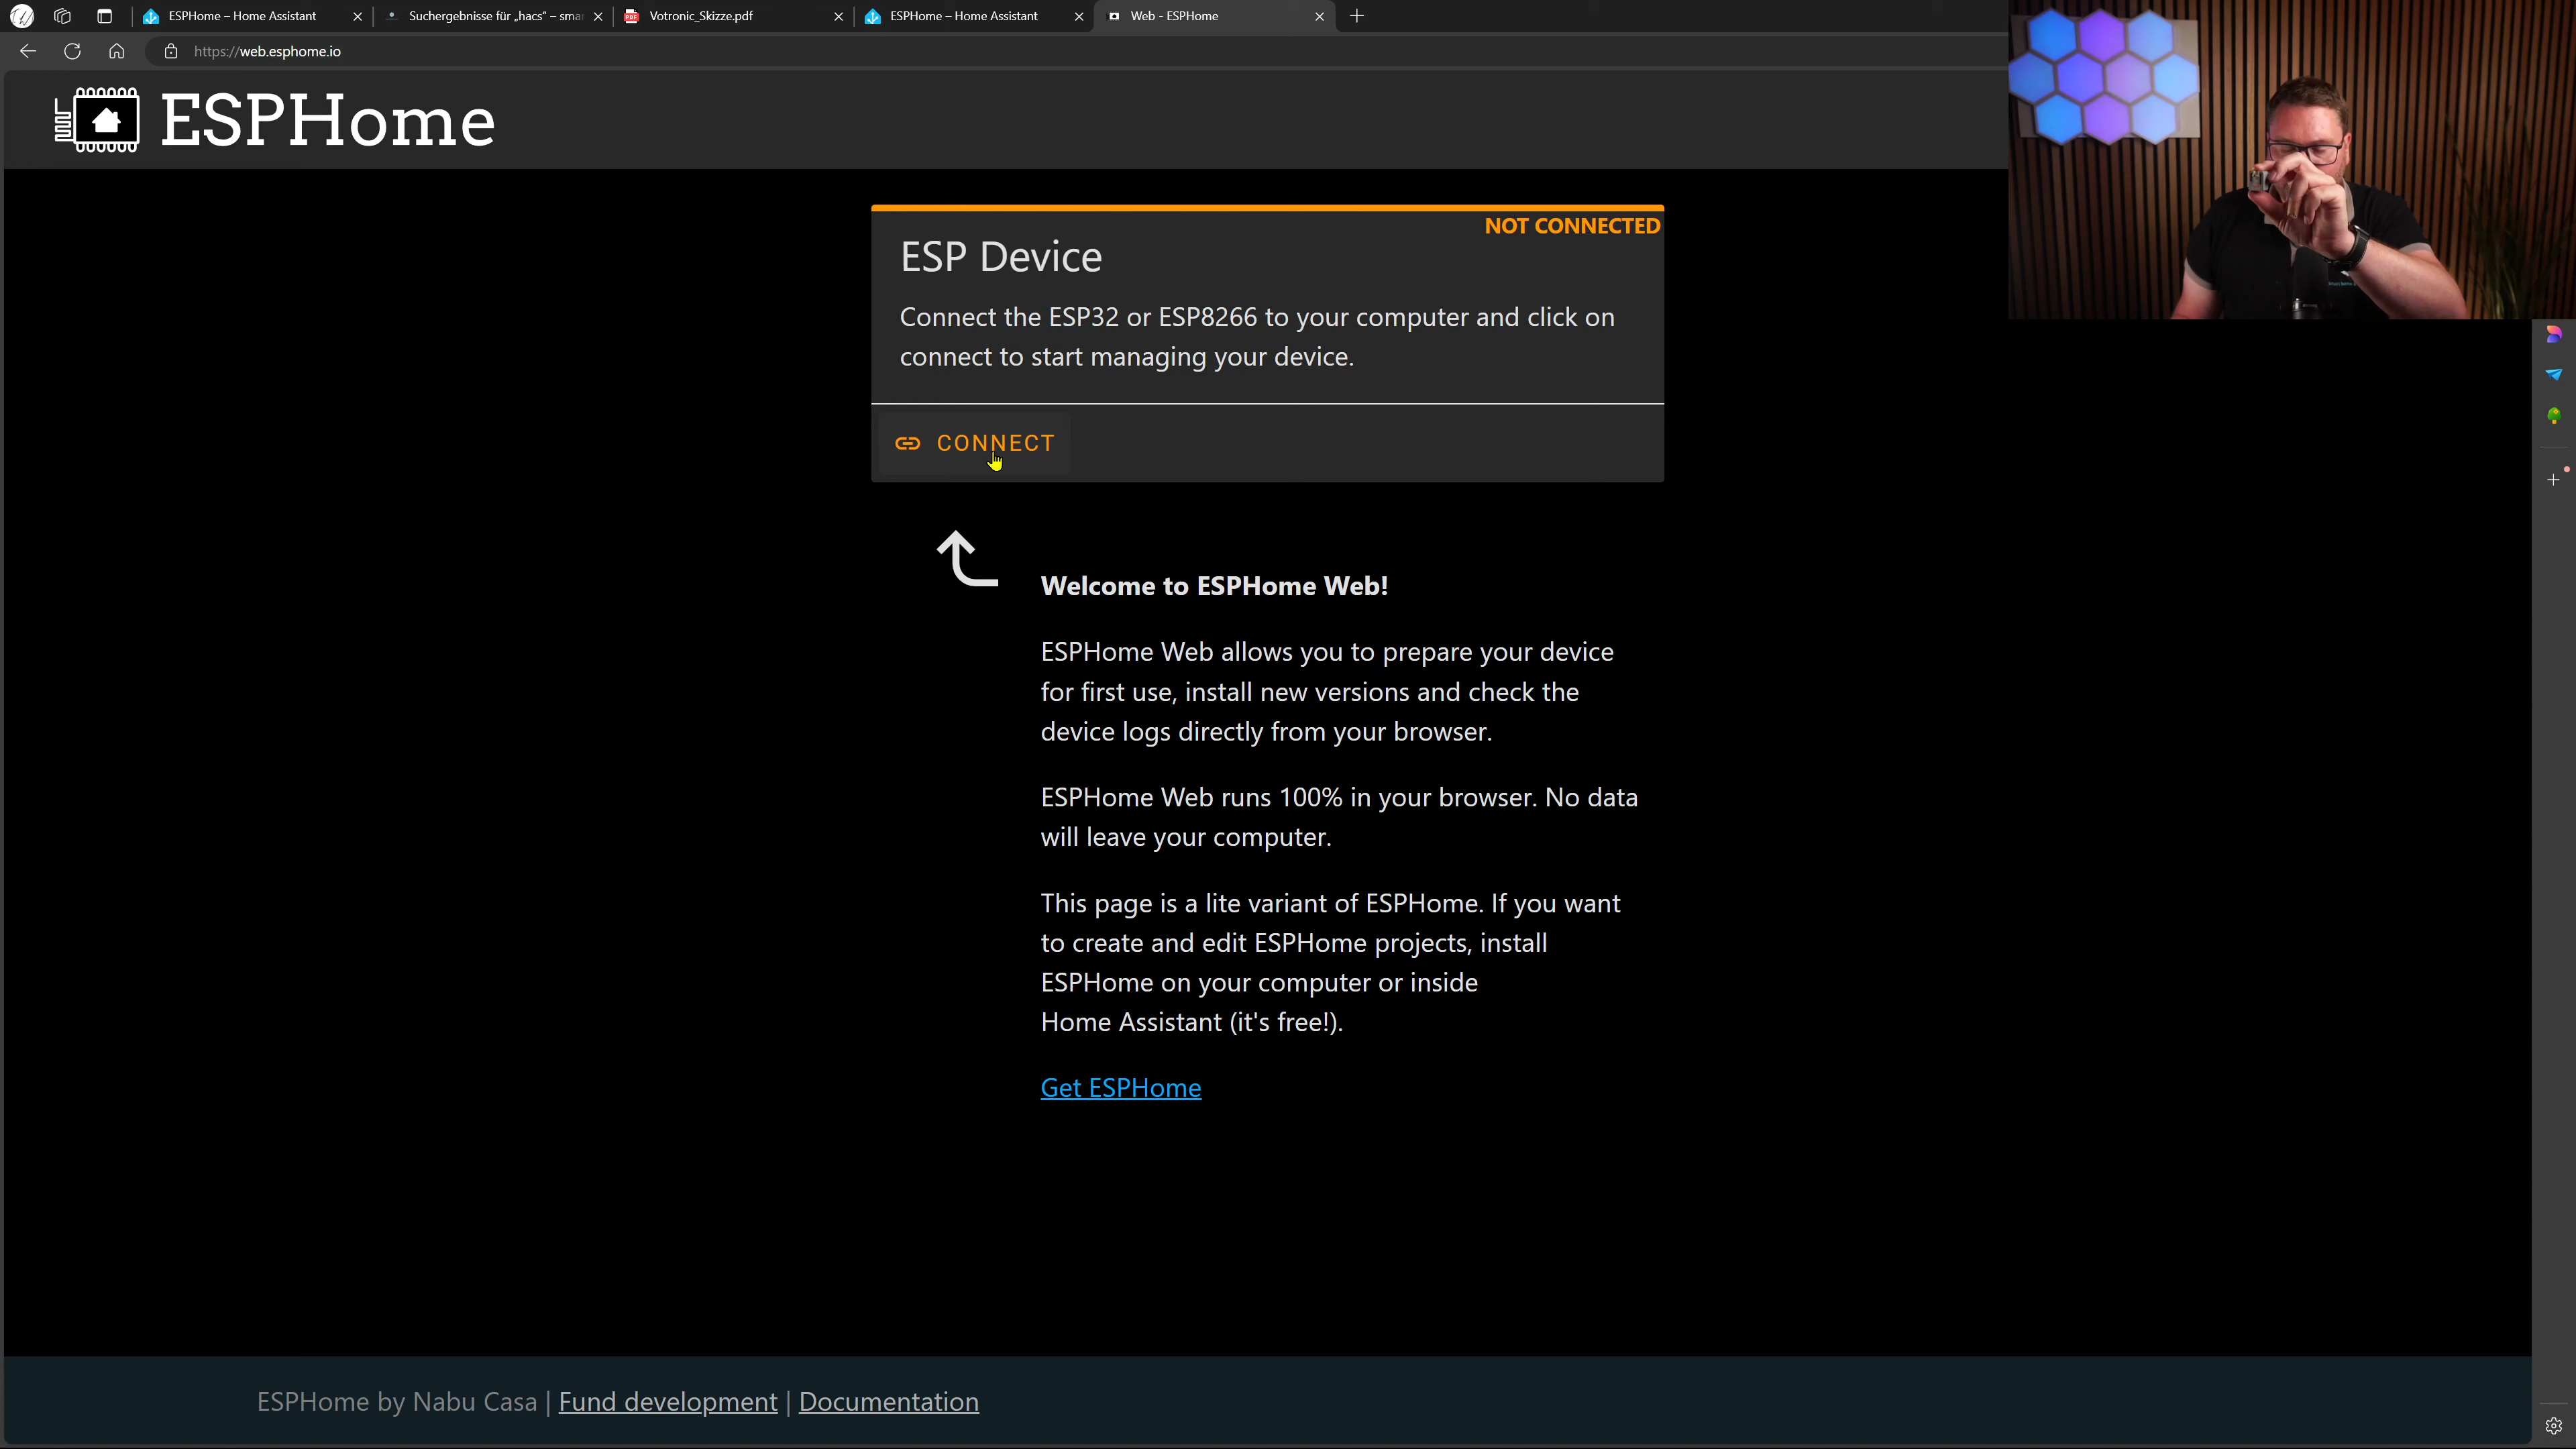 ESPHome – Home Assistant
Suchergebnisse für „hacs“ – sma
PDF
Votronic_Skizze.pdf
ESPHome – Home Assistant
Web - ESPHome
https://web.esphome.io
ESPHome
NOT CONNECTED
ESP Device
Connect the ESP32 or ESP8266 to your computer and click on
connect to start managing your device.
CONNECT
Welcome to ESPHome Web!
ESPHome Web allows you to prepare your device
for first use, install new versions and check the
device logs directly from your browser.
ESPHome Web runs 100% in your browser. No data
will leave your computer.
This page is a lite variant of ESPHome. If you want
to create and edit ESPHome projects, install
ESPHome on your computer or inside
Home Assistant (it's free!).
Get ESPHome
ESPHome by Nabu Casa | Fund development | Documentation